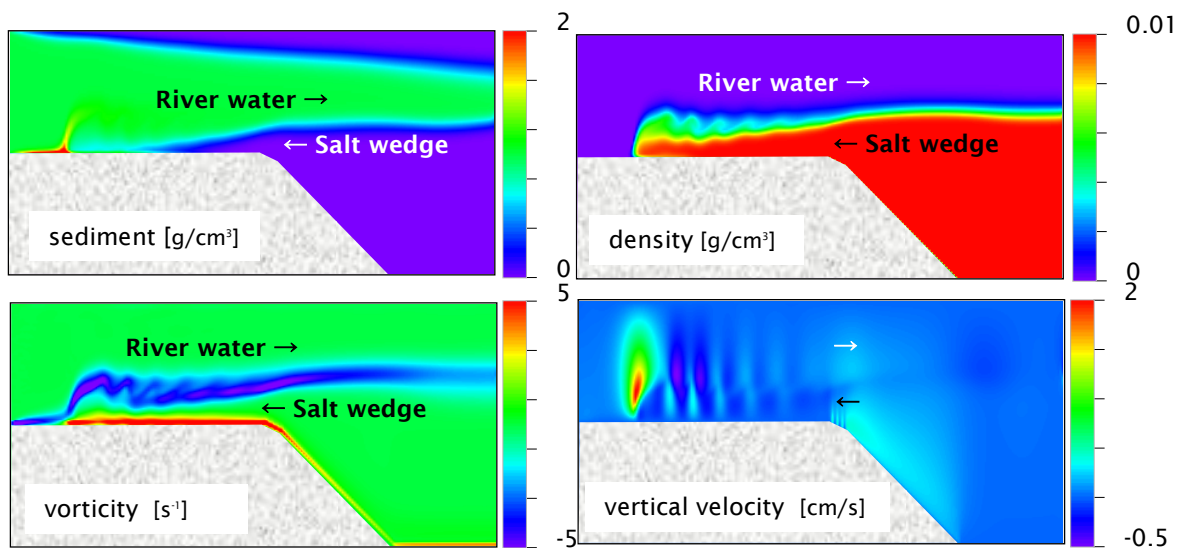 2
River water →
← Salt wedge
sediment [g/cm³]
0
0.01
River water →
← Salt wedge
density [g/cm³]
0
5
River water →
← Salt wedge
vorticity [s⁻¹]
-5
2
→
←
vertical velocity [cm/s]
-0.5